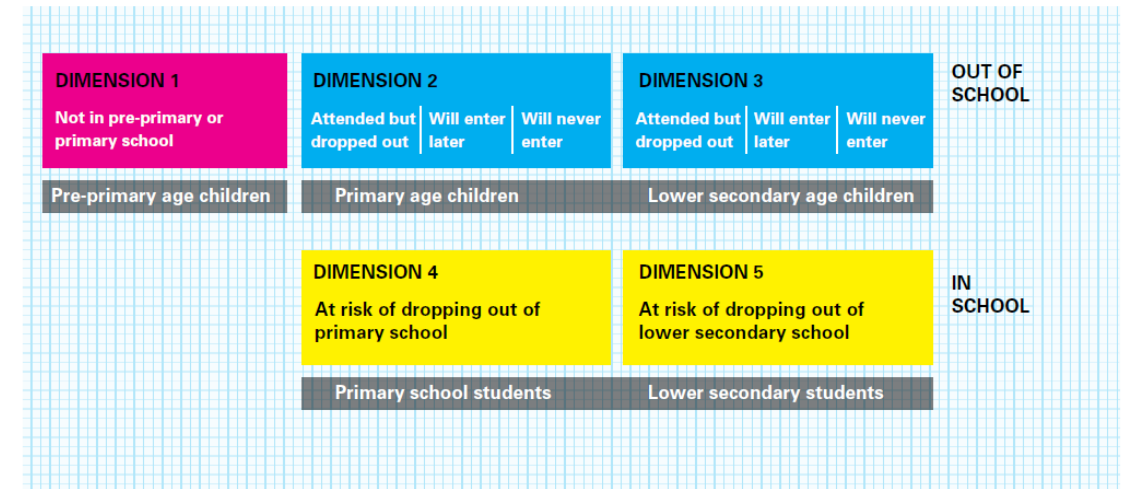 DIMENSION 1
Not in pre-primary or
primary school
DIMENSION 2
Attended but
dropped out
Will enter
later
Will never
enter
DIMENSION 3
Attended but
dropped out
Will enter
later
Will never
enter
OUT OF
SCHOOL
Pre-primary age children
Primary age children
Lower secondary age children
DIMENSION 4
At risk of dropping out of
primary school
DIMENSION 5
At risk of dropping out of
lower secondary school
IN
SCHOOL
Primary school students
Lower secondary students